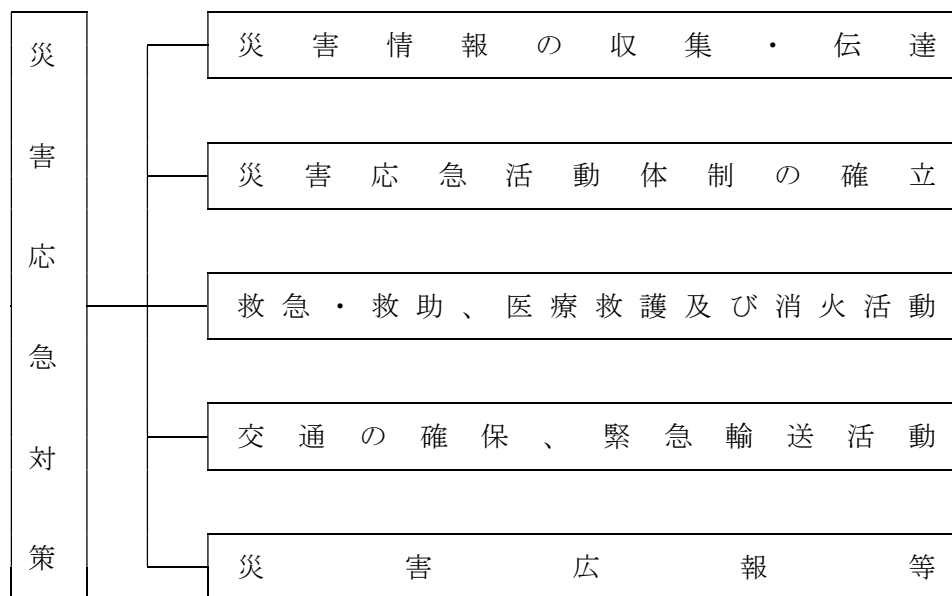 災害応急対策
災害情報の収集・伝達
災害応急活動体制の確立
救急・救助、医療救護及び消火活動
交通の確保、緊急輸送活動
災害広報等